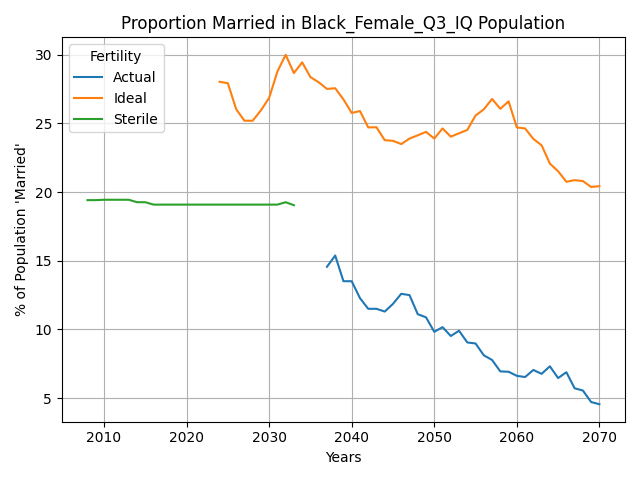 Proportion Married in Black_Female_Q3_IQ Population
% of Population 'Married'
Fertility
Actual
Ideal
Sterile
30
25
20
15
10
5
2010 2020 2030 2040 2050 2060 2070
Years